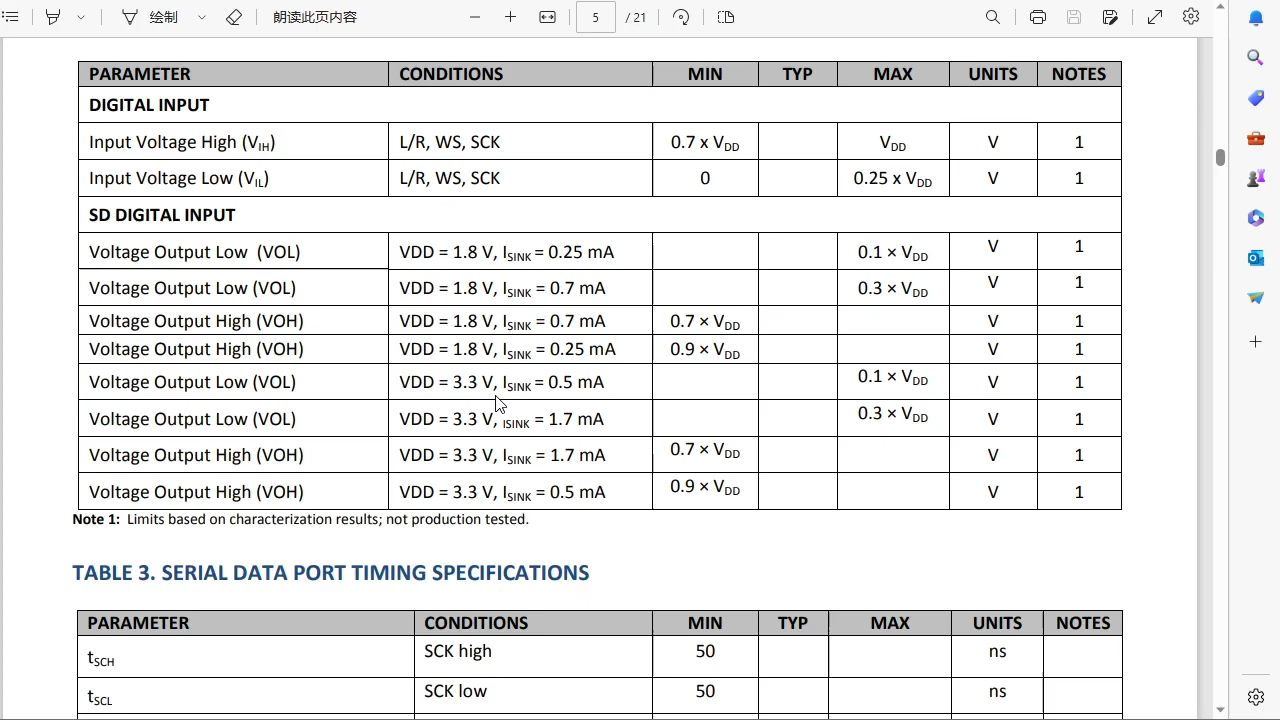 绘制 朗读此页内容 5 / 21
PARAMETER CONDITIONS MIN TYP MAX UNITS NOTES
DIGITAL INPUT
Input Voltage High (VIH) L/R, WS, SCK 0.7 x VDD VDD V 1
Input Voltage Low (VIL) L/R, WS, SCK 0 0.25 x VDD V 1
SD DIGITAL INPUT
Voltage Output Low (VOL) VDD = 1.8 V, ISINK = 0.25 mA 0.1 × VDD V 1
Voltage Output Low (VOL) VDD = 1.8 V, ISINK = 0.7 mA 0.3 × VDD V 1
Voltage Output High (VOH) VDD = 1.8 V, ISINK = 0.7 mA 0.7 × VDD V 1
Voltage Output High (VOH) VDD = 1.8 V, ISINK = 0.25 mA 0.9 × VDD V 1
Voltage Output Low (VOL) VDD = 3.3 V, ISINK = 0.5 mA 0.1 × VDD V 1
Voltage Output Low (VOL) VDD = 3.3 V, ISINK = 1.7 mA 0.3 × VDD V 1
Voltage Output High (VOH) VDD = 3.3 V, ISINK = 1.7 mA 0.7 × VDD V 1
Voltage Output High (VOH) VDD = 3.3 V, ISINK = 0.5 mA 0.9 × VDD V 1
Note 1: Limits based on characterization results; not production tested.
TABLE 3. SERIAL DATA PORT TIMING SPECIFICATIONS
PARAMETER CONDITIONS MIN TYP MAX UNITS NOTES
tSCH SCK high 50 ns
tSCL SCK low 50 ns